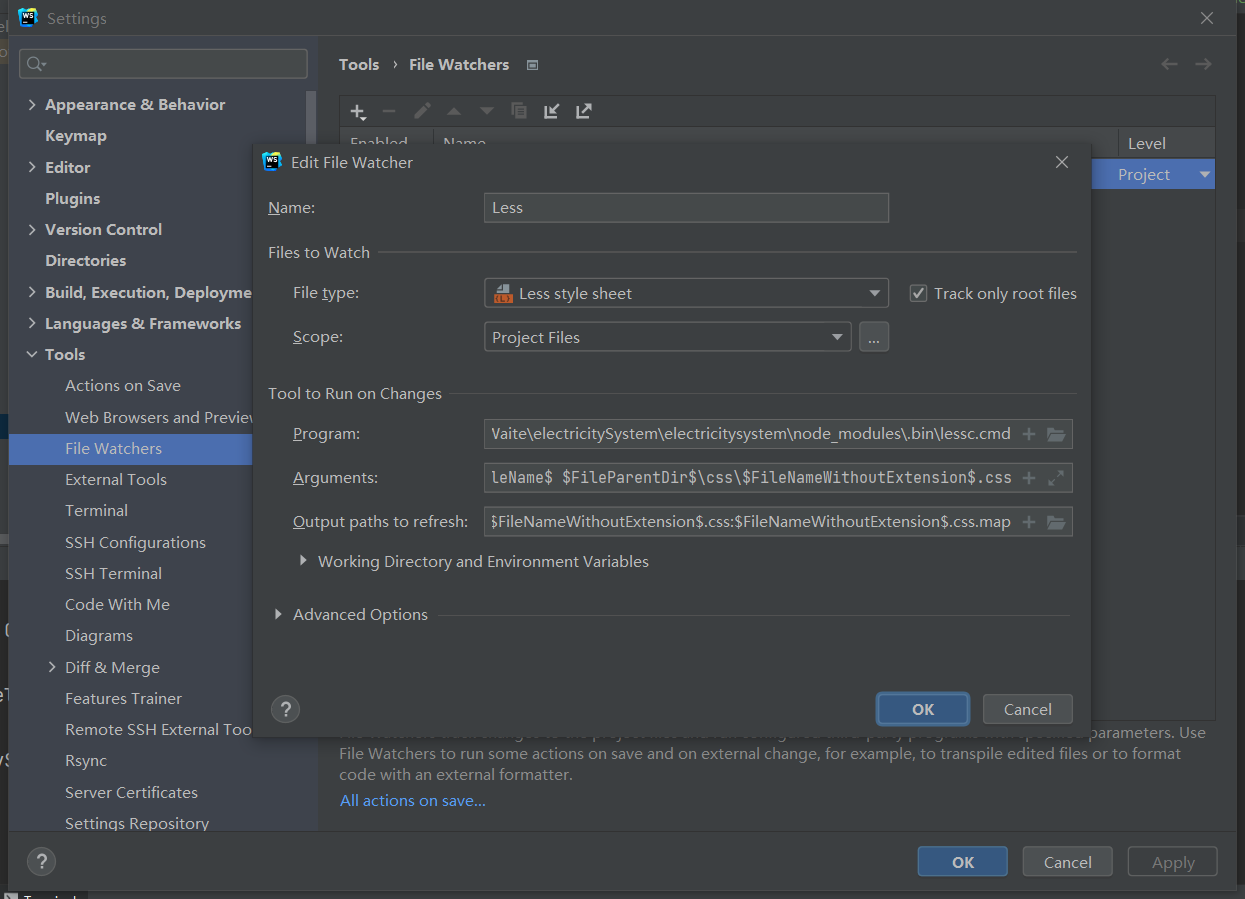 Settings
Tools › File Watchers
Appearance & Behavior
Keymap
Editor
Plugins
Version Control
Directories
Build, Execution, Deployme
Languages & Frameworks
Tools
Actions on Save
Web Browsers and Preview
File Watchers
External Tools
Terminal
SSH Configurations
SSH Terminal
Code With Me
Diagrams
Diff & Merge
Features Trainer
Remote SSH External Too
Rsync
Server Certificates
Settings Repository
Enabled Name Level
Project
Edit File Watcher
Name: Less
Files to Watch
File type: Less style sheet Track only root files
Scope: Project Files ...
Tool to Run on Changes
Program: Vaite\electricitySystem\electricitysystem\node_modules\.bin\lessc.cmd
Arguments: leName$ $FileParentDir$\css\$FileNameWithoutExtension$.css
Output paths to refresh: $FileNameWithoutExtension$.css:$FileNameWithoutExtension$.css.map
Working Directory and Environment Variables
Advanced Options
? OK Cancel
parameters. Use
File Watchers to run some actions on save and on external change, for example, to transpile edited files or to format
code with an external formatter.
All actions on save...
? OK Cancel Apply